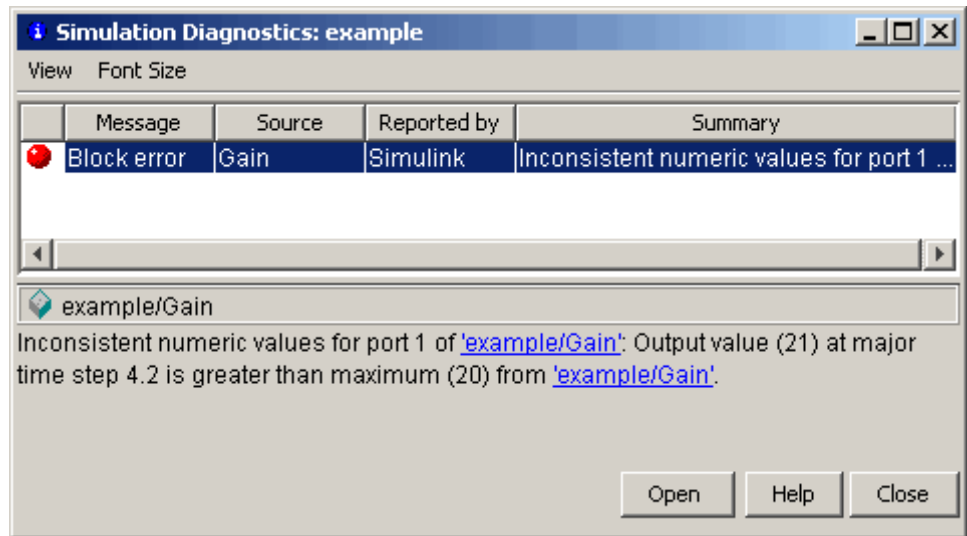 Simulation Diagnostics: example
View Font Size
Message Source Reported by Summary
Block error Gain Simulink Inconsistent numeric values for port 1 ...
example/Gain
Inconsistent numeric values for port 1 of 'example/Gain': Output value (21) at major
time step 4.2 is greater than maximum (20) from 'example/Gain'.
Open Help Close